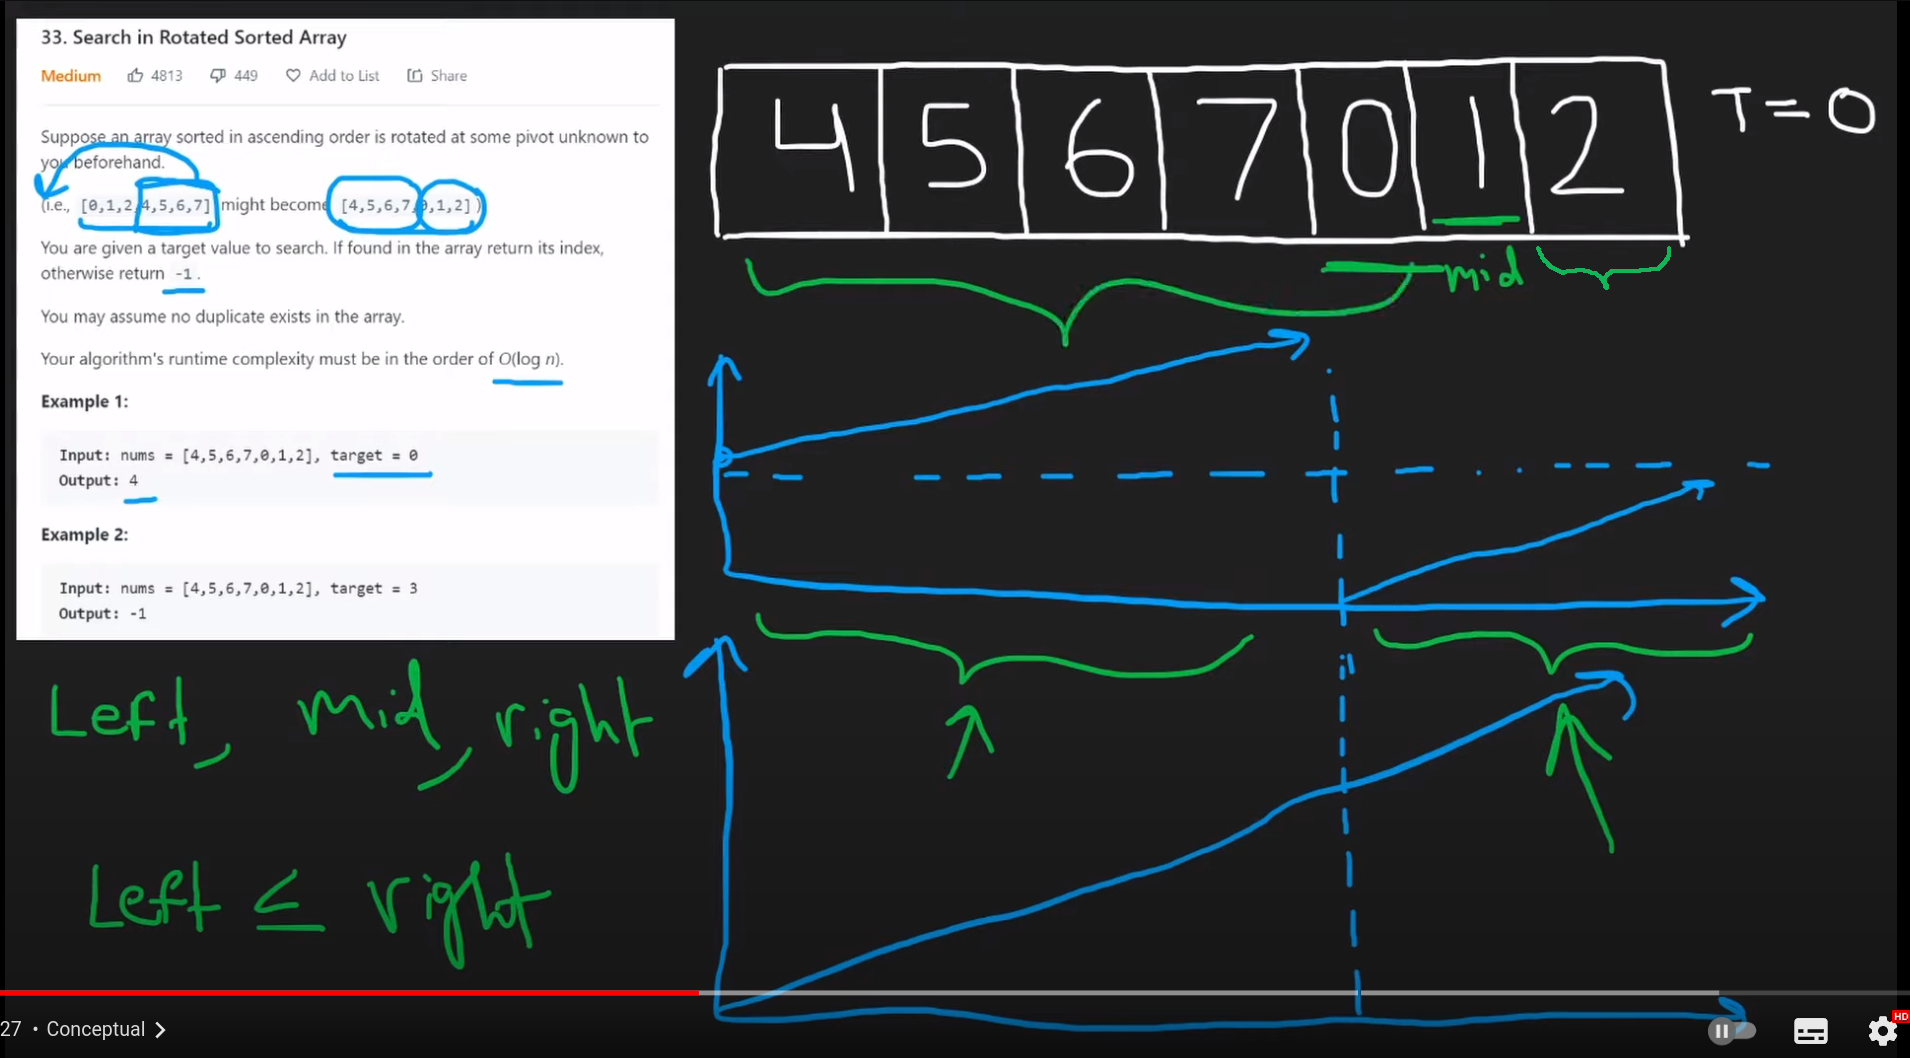 33. Search in Rotated Sorted Array
Medium 4813 449 Add to List Share
Suppose an array sorted in ascending order is rotated at some pivot unknown to
you beforehand.
(i.e., [0,1,2,4,5,6,7] might become [4,5,6,7,0,1,2])
You are given a target value to search. If found in the array return its index,
otherwise return -1.
You may assume no duplicate exists in the array.
Your algorithm's runtime complexity must be in the order of O(log n).
Example 1:
Input: nums = [4,5,6,7,0,1,2], target = 0
Output: 4
Example 2:
Input: nums = [4,5,6,7,0,1,2], target = 3
Output: -1
4 5 6 7 0 1 2 T = 0
mid
Left, mid, right
Left ≤ right
27 • Conceptual
HD